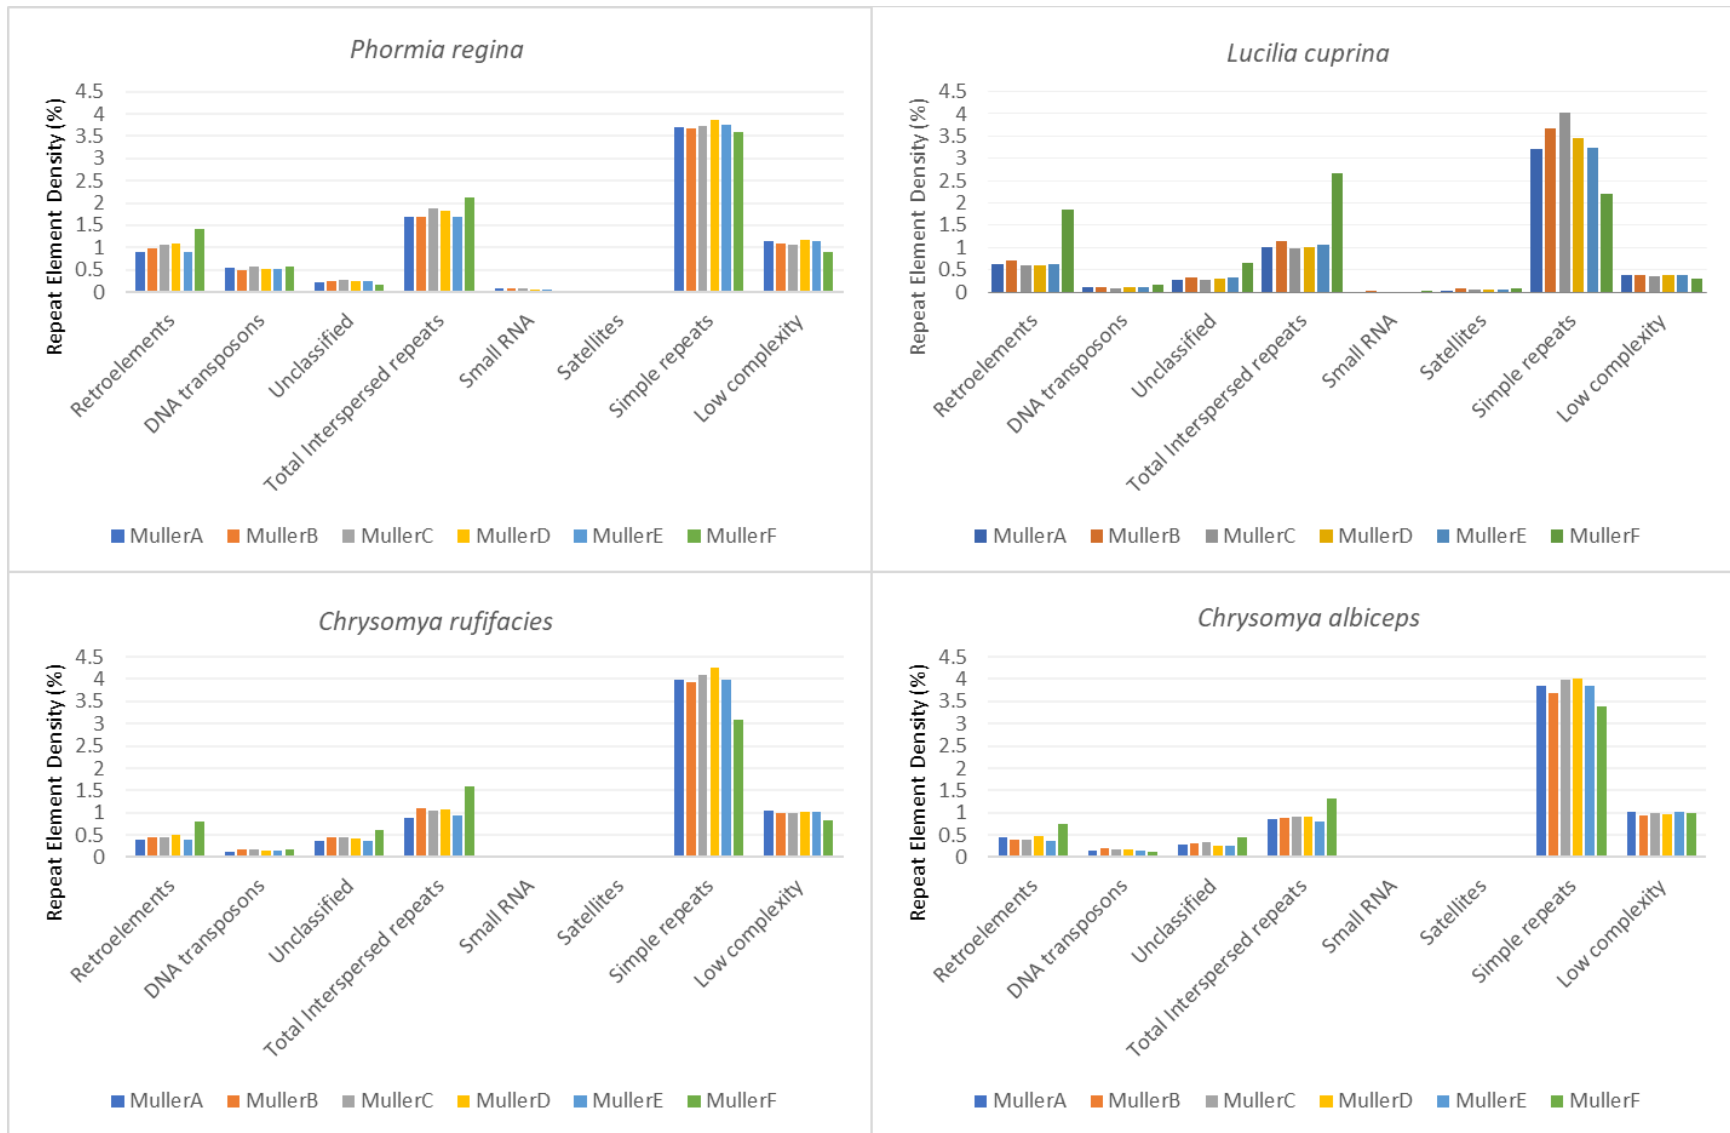 Phormia regina
Repeat Element Density (%)
4.5
4
3.5
3
2.5
2
1.5
1
0.5
0
Retroelements
DNA transposons
Unclassified
Total Interspersed repeats
Small RNA
Satellites
Simple repeats
Low complexity
MullerA MullerB MullerC MullerD MullerE MullerF
Lucilia cuprina
Repeat Element Density (%)
4.5
4
3.5
3
2.5
2
1.5
1
0.5
0
Retroelements
DNA transposons
Unclassified
Total Interspersed repeats
Small RNA
Satellites
Simple repeats
Low complexity
MullerA MullerB MullerC MullerD MullerE MullerF
Chrysomya rufifacies
Repeat Element Density (%)
4.5
4
3.5
3
2.5
2
1.5
1
0.5
0
Retroelements
DNA transposons
Unclassified
Total Interspersed repeats
Small RNA
Satellites
Simple repeats
Low complexity
MullerA MullerB MullerC MullerD MullerE MullerF
Chrysomya albiceps
Repeat Element Density (%)
4.5
4
3.5
3
2.5
2
1.5
1
0.5
0
Retroelements
DNA transposons
Unclassified
Total Interspersed repeats
Small RNA
Satellites
Simple repeats
Low complexity
MullerA MullerB MullerC MullerD MullerE MullerF